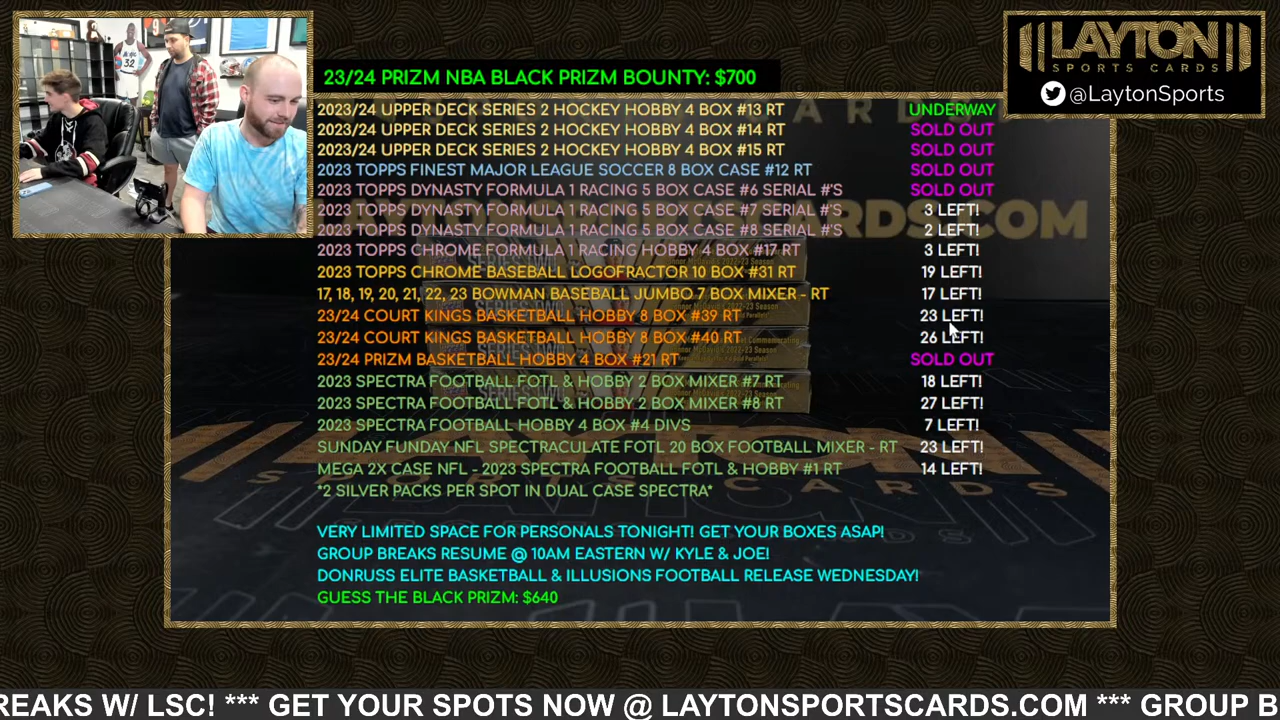 LAYTON
SPORTS CARDS
@LaytonSports
32
23/24 PRIZM NBA BLACK PRIZM BOUNTY: $700
2023/24 UPPER DECK SERIES 2 HOCKEY HOBBY 4 BOX #13 RT UNDERWAY
2023/24 UPPER DECK SERIES 2 HOCKEY HOBBY 4 BOX #14 RT SOLD OUT
2023/24 UPPER DECK SERIES 2 HOCKEY HOBBY 4 BOX #15 RT SOLD OUT
2023 TOPPS FINEST MAJOR LEAGUE SOCCER 8 BOX CASE #12 RT SOLD OUT
2023 TOPPS DYNASTY FORMULA 1 RACING 5 BOX CASE #6 SERIAL #'S SOLD OUT
2023 TOPPS DYNASTY FORMULA 1 RACING 5 BOX CASE #7 SERIAL #'S 3 LEFT!
2023 TOPPS DYNASTY FORMULA 1 RACING 5 BOX CASE #8 SERIAL #'S 2 LEFT!
2023 TOPPS CHROME FORMULA 1 RACING HOBBY 4 BOX #17 RT 3 LEFT!
2023 TOPPS CHROME BASEBALL LOGOFRACTOR 10 BOX #31 RT 19 LEFT!
17, 18, 19, 20, 21, 22, 23 BOWMAN BASEBALL JUMBO 7 BOX MIXER - RT 17 LEFT!
23/24 COURT KINGS BASKETBALL HOBBY 8 BOX #39 RT 23 LEFT!
23/24 COURT KINGS BASKETBALL HOBBY 8 BOX #40 RT 26 LEFT!
23/24 PRIZM BASKETBALL HOBBY 4 BOX #21 RT SOLD OUT
2023 SPECTRA FOOTBALL FOTL & HOBBY 2 BOX MIXER #7 RT 18 LEFT!
2023 SPECTRA FOOTBALL FOTL & HOBBY 2 BOX MIXER #8 RT 27 LEFT!
2023 SPECTRA FOOTBALL HOBBY 4 BOX #4 DIVS 7 LEFT!
SUNDAY FUNDAY NFL SPECTRACULATE FOTL 20 BOX FOOTBALL MIXER - RT 23 LEFT!
MEGA 2X CASE NFL - 2023 SPECTRA FOOTBALL FOTL & HOBBY #1 RT 14 LEFT!
*2 SILVER PACKS PER SPOT IN DUAL CASE SPECTRA*
VERY LIMITED SPACE FOR PERSONALS TONIGHT! GET YOUR BOXES ASAP!
GROUP BREAKS RESUME @ 10AM EASTERN W/ KYLE & JOE!
DONRUSS ELITE BASKETBALL & ILLUSIONS FOOTBALL RELEASE WEDNESDAY!
GUESS THE BLACK PRIZM: $640
REAKS W/ LSC! *** GET YOUR SPOTS NOW @ LAYTONSPORTSCARDS.COM *** GROUP B